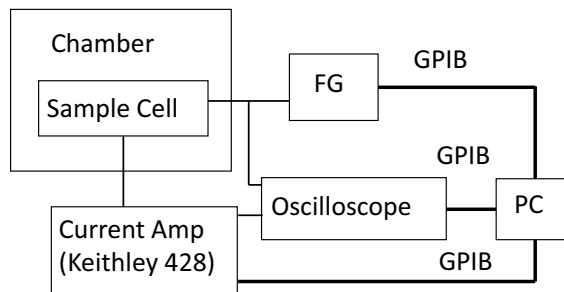 Chamber
Sample Cell
FG
GPIB
GPIB
Oscilloscope
PC
Current Amp
(Keithley 428)
GPIB